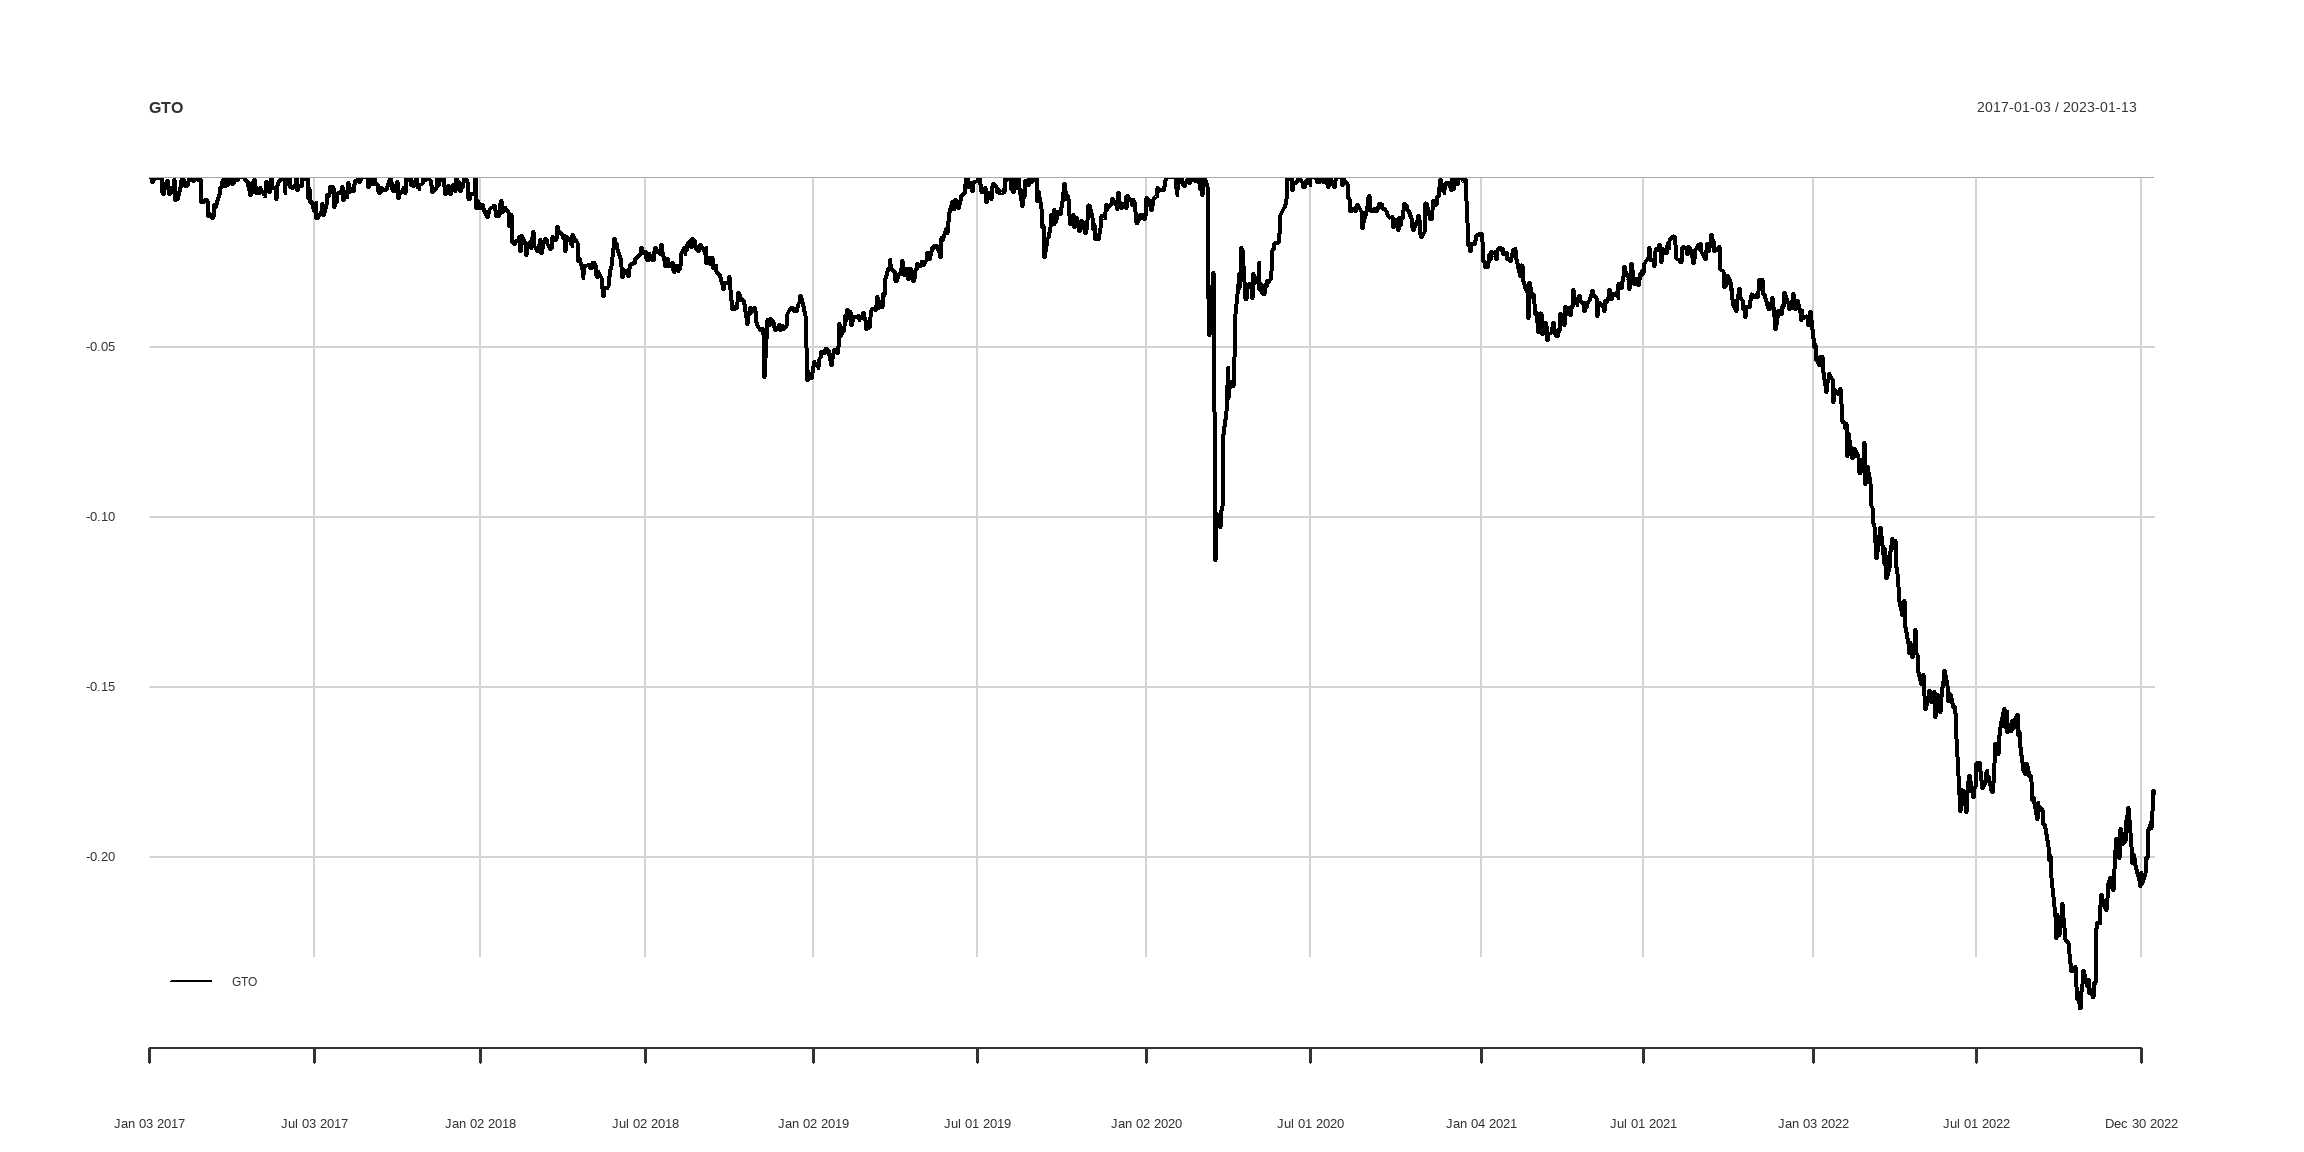 GTO
2017-01-03 / 2023-01-13
-0.05
-0.10
-0.15
-0.20
GTO
Jan 03 2017
Jul 03 2017
Jan 02 2018
Jul 02 2018
Jan 02 2019
Jul 01 2019
Jan 02 2020
Jul 01 2020
Jan 04 2021
Jul 01 2021
Jan 03 2022
Jul 01 2022
Dec 30 2022